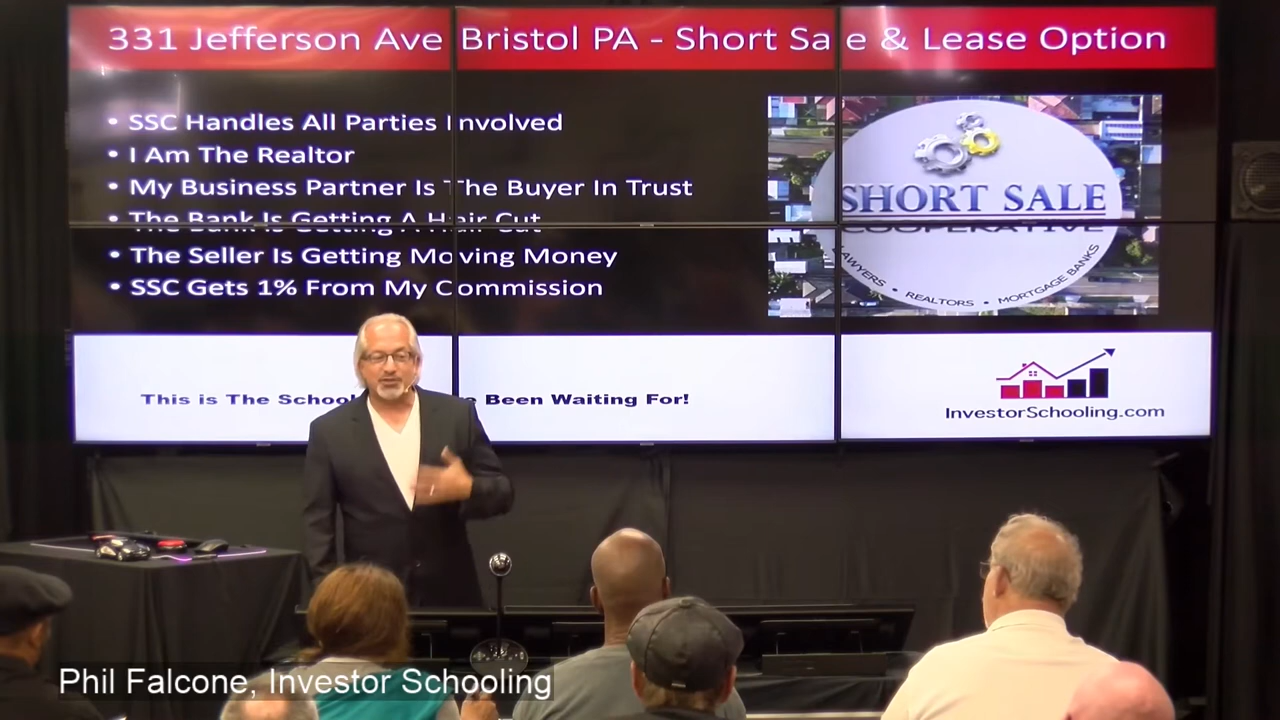 331 Jefferson Ave Bristol PA - Short Sale & Lease Option
• SSC Handles All Parties Involved
• I Am The Realtor
• My Business Partner Is The Buyer In Trust
• The Bank Is Getting A Hair Cut
• The Seller Is Getting Moving Money
• SSC Gets 1% From My Commission
SHORT SALE
COOPERATIVE
LAWYERS • REALTORS • MORTGAGE BANKS
This is The School e Been Waiting For!
InvestorSchooling.com
Phil Falcone, Investor Schooling